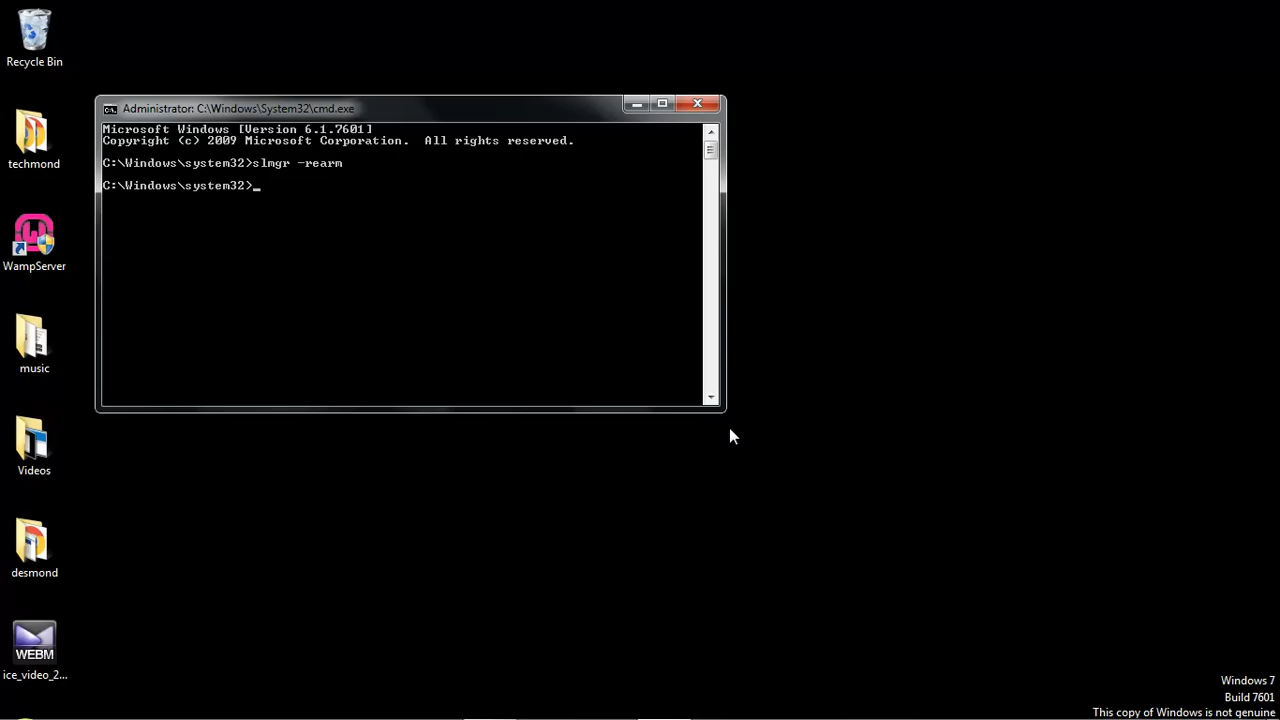 Recycle Bin
techmond
WampServer
music
Videos
desmond
WEBM
ice_video_2...
C:\.
Administrator: C:\Windows\System32\cmd.exe
Microsoft Windows [Version 6.1.7601]
Copyright (c) 2009 Microsoft Corporation.  All rights reserved.
C:\Windows\system32>slmgr -rearm
C:\Windows\system32>_
Windows 7
Build 7601
This copy of Windows is not genuine